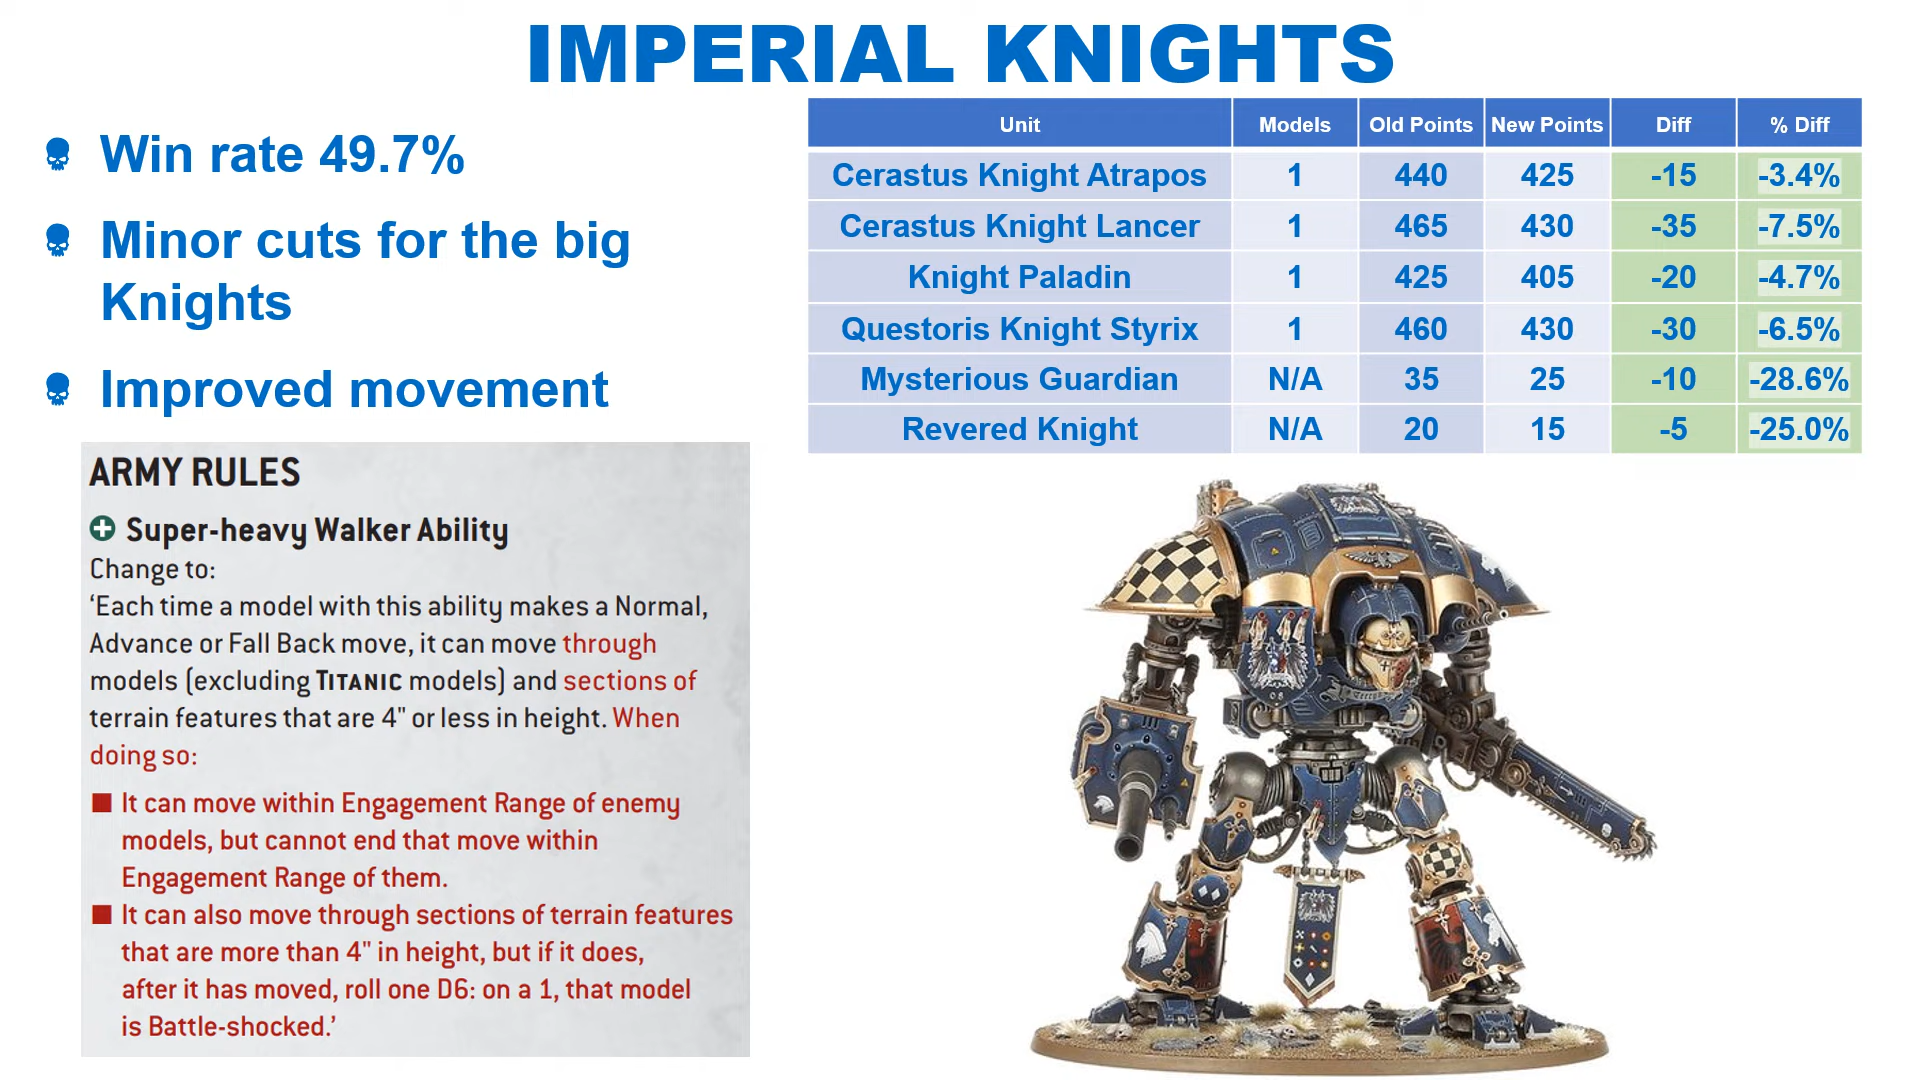 IMPERIAL KNIGHTS
Win rate 49.7%
Minor cuts for the big
Knights
Improved movement
Unit Models Old Points New Points Diff % Diff
Cerastus Knight Atrapos 1 440 425 -15 -3.4%
Cerastus Knight Lancer 1 465 430 -35 -7.5%
Knight Paladin 1 425 405 -20 -4.7%
Questoris Knight Styrix 1 460 430 -30 -6.5%
Mysterious Guardian N/A 35 25 -10 -28.6%
Revered Knight N/A 20 15 -5 -25.0%
ARMY RULES
Super-heavy Walker Ability
Change to:
‘Each time a model with this ability makes a Normal,
Advance or Fall Back move, it can move through
models (excluding TITANIC models) and sections of
terrain features that are 4" or less in height. When
doing so:
■ It can move within Engagement Range of enemy
models, but cannot end that move within
Engagement Range of them.
■ It can also move through sections of terrain features
that are more than 4" in height, but if it does,
after it has moved, roll one D6: on a 1, that model
is Battle-shocked.’